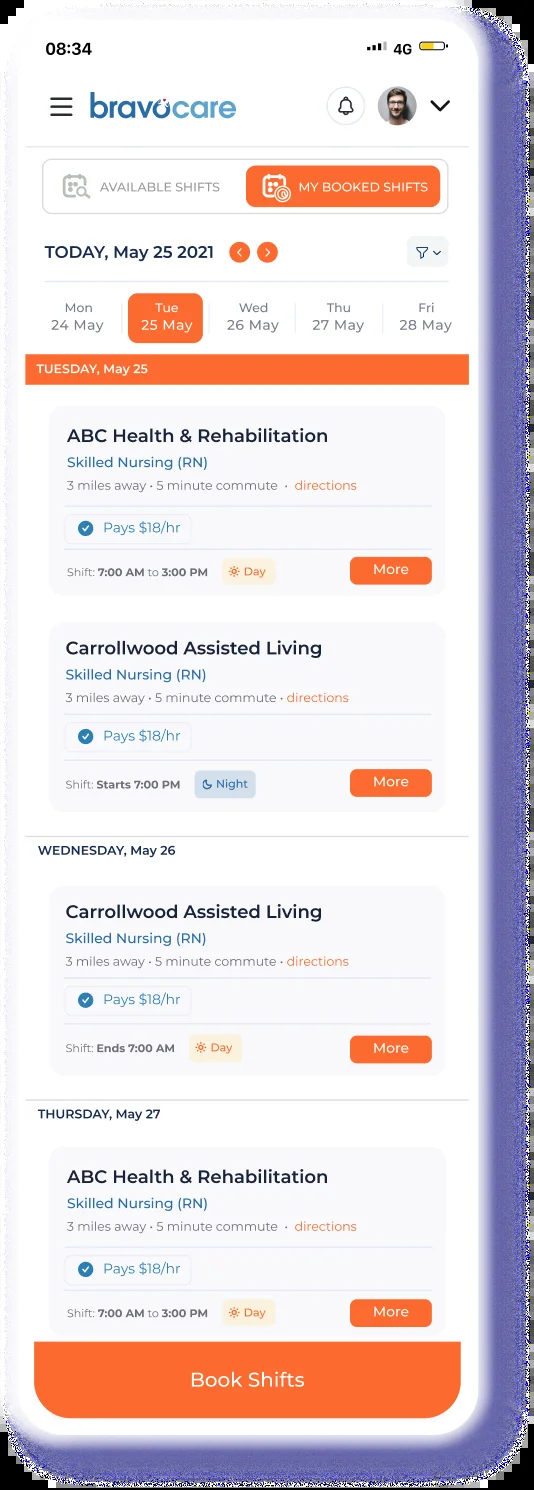 08:34
4G
bravocare
AVAILABLE SHIFTS
MY BOOKED SHIFTS
TODAY, May 25 2021
Mon Tue Wed Thu Fri
24 May 25 May 26 May 27 May 28 May
TUESDAY, May 25
ABC Health & Rehabilitation
Skilled Nursing (RN)
3 miles away • 5 minute commute • directions
Pays $18/hr
Shift: 7:00 AM to 3:00 PM Day More
Carrollwood Assisted Living
Skilled Nursing (RN)
3 miles away • 5 minute commute • directions
Pays $18/hr
Shift: Starts 7:00 PM Night More
WEDNESDAY, May 26
Carrollwood Assisted Living
Skilled Nursing (RN)
3 miles away • 5 minute commute • directions
Pays $18/hr
Shift: Ends 7:00 AM Day More
THURSDAY, May 27
ABC Health & Rehabilitation
Skilled Nursing (RN)
3 miles away • 5 minute commute • directions
Pays $18/hr
Shift: 7:00 AM to 3:00 PM Day More
Book Shifts